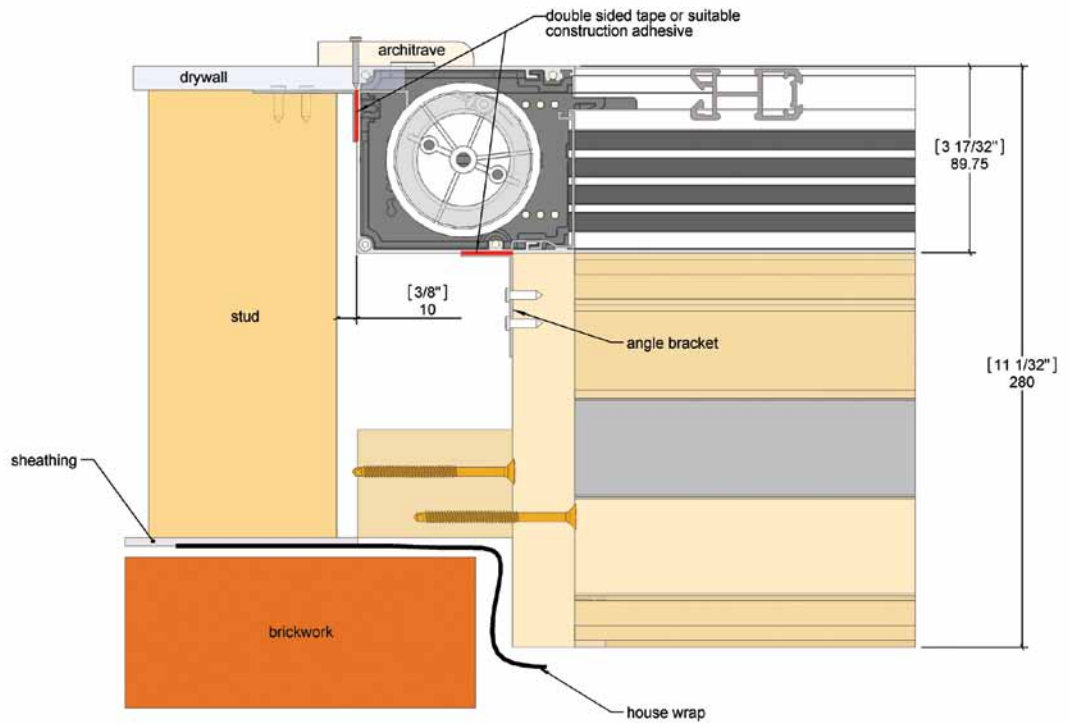 double sided tape or suitable
construction adhesive
architrave
drywall
[3 17/32"]
89.75
[3/8"]
10
stud
angle bracket
[11 1/32"]
280
sheathing
brickwork
house wrap